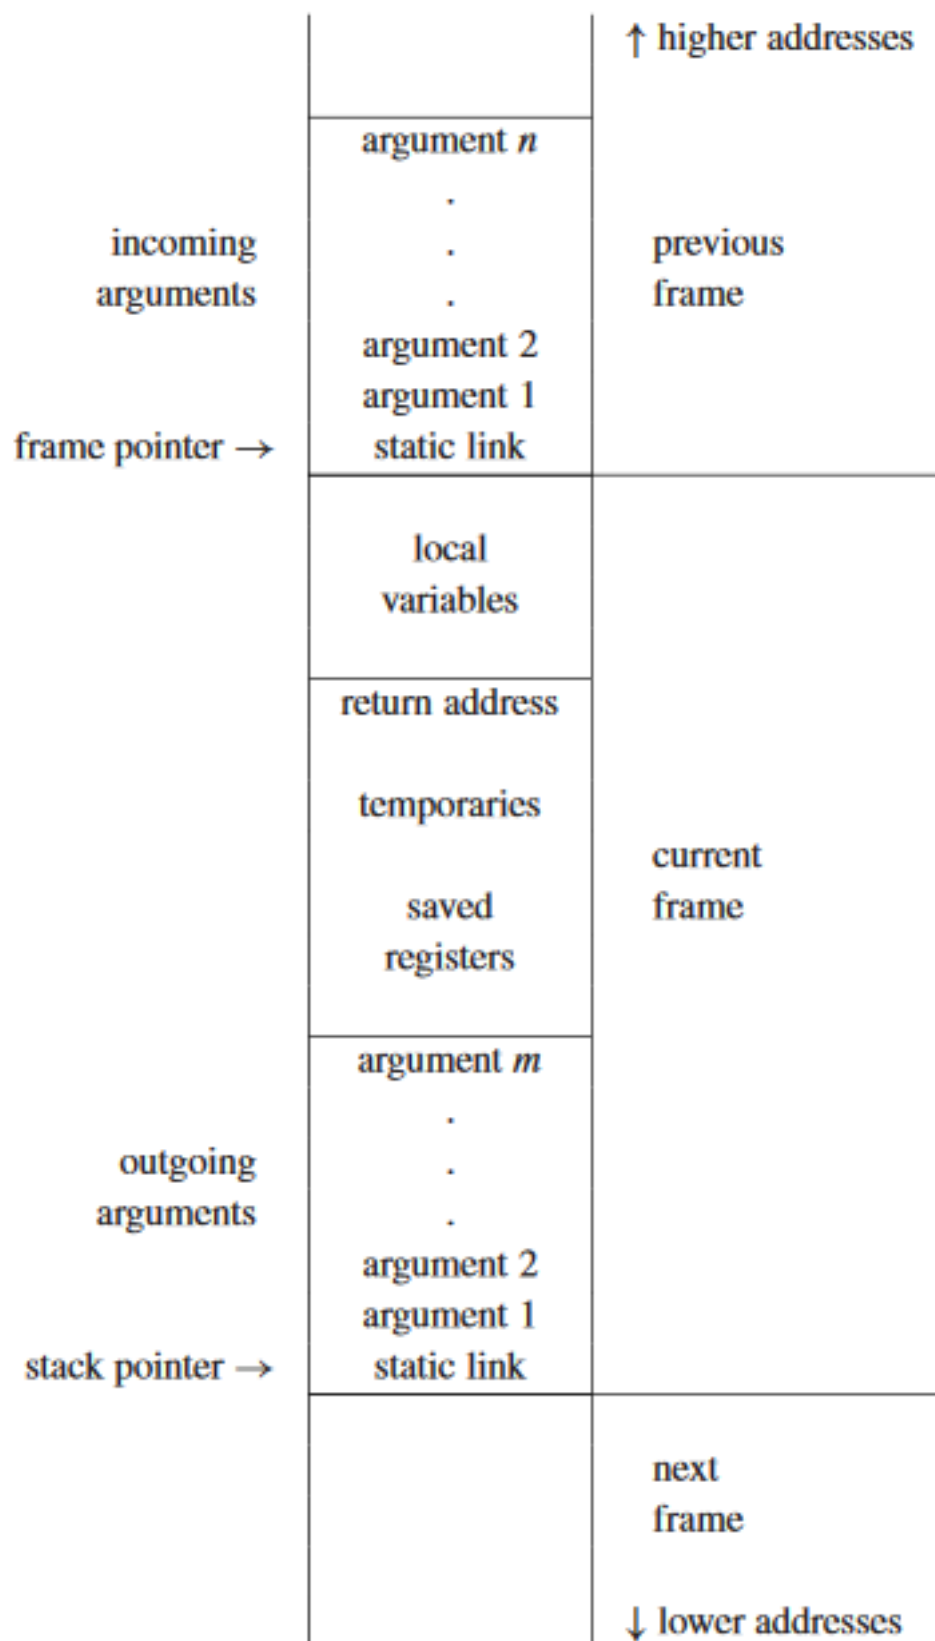 ↑ higher addresses
argument n
.
incoming . previous
arguments . frame
argument 2
argument 1
frame pointer → static link
local
variables
return address
temporaries
current
saved frame
registers
argument m
.
outgoing .
arguments .
argument 2
argument 1
stack pointer → static link
next
frame
↓ lower addresses